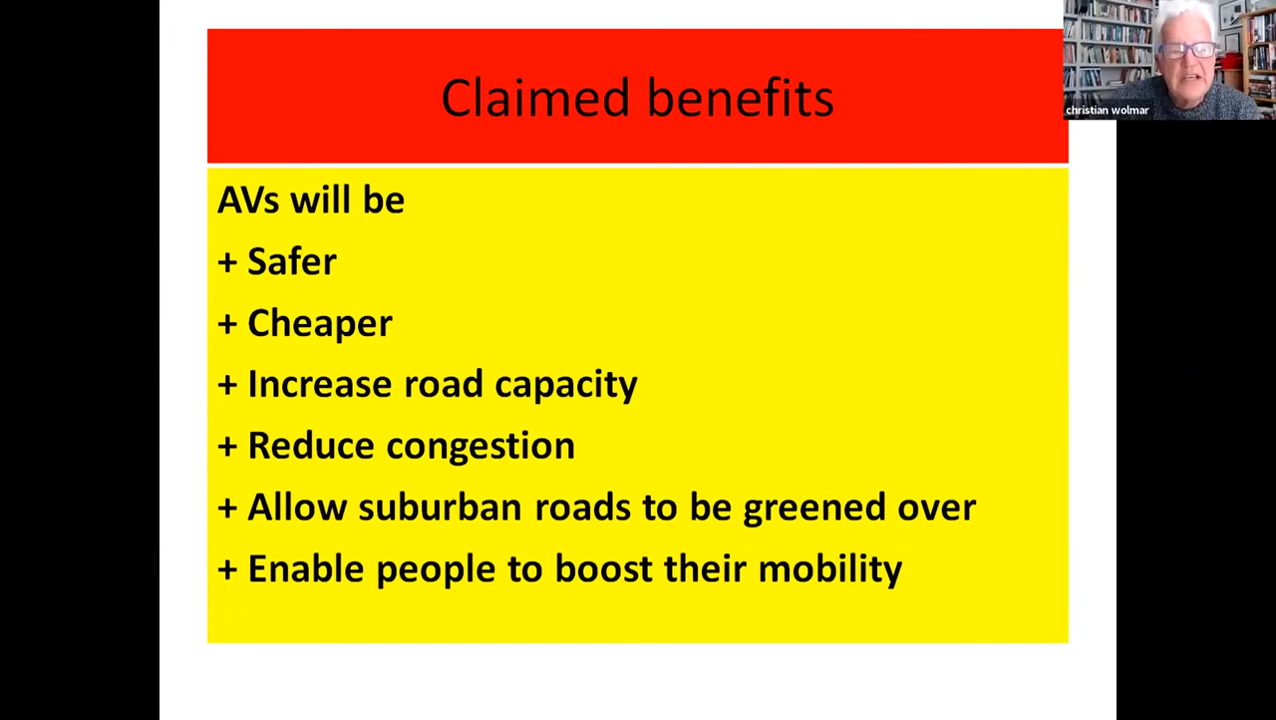 Claimed benefits
christian wolmar
AVs will be
+ Safer
+ Cheaper
+ Increase road capacity
+ Reduce congestion
+ Allow suburban roads to be greened over
+ Enable people to boost their mobility